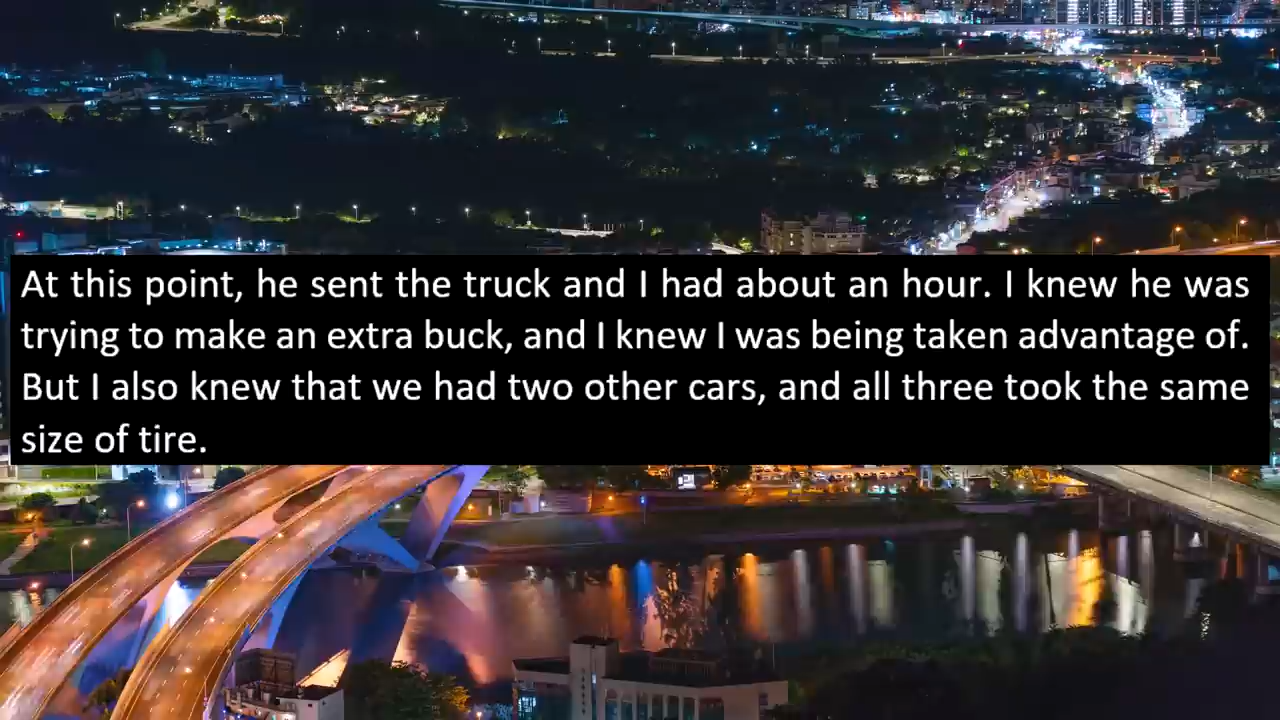 At this point, he sent the truck and I had about an hour. I knew he was
trying to make an extra buck, and I knew I was being taken advantage of.
But I also knew that we had two other cars, and all three took the same
size of tire.